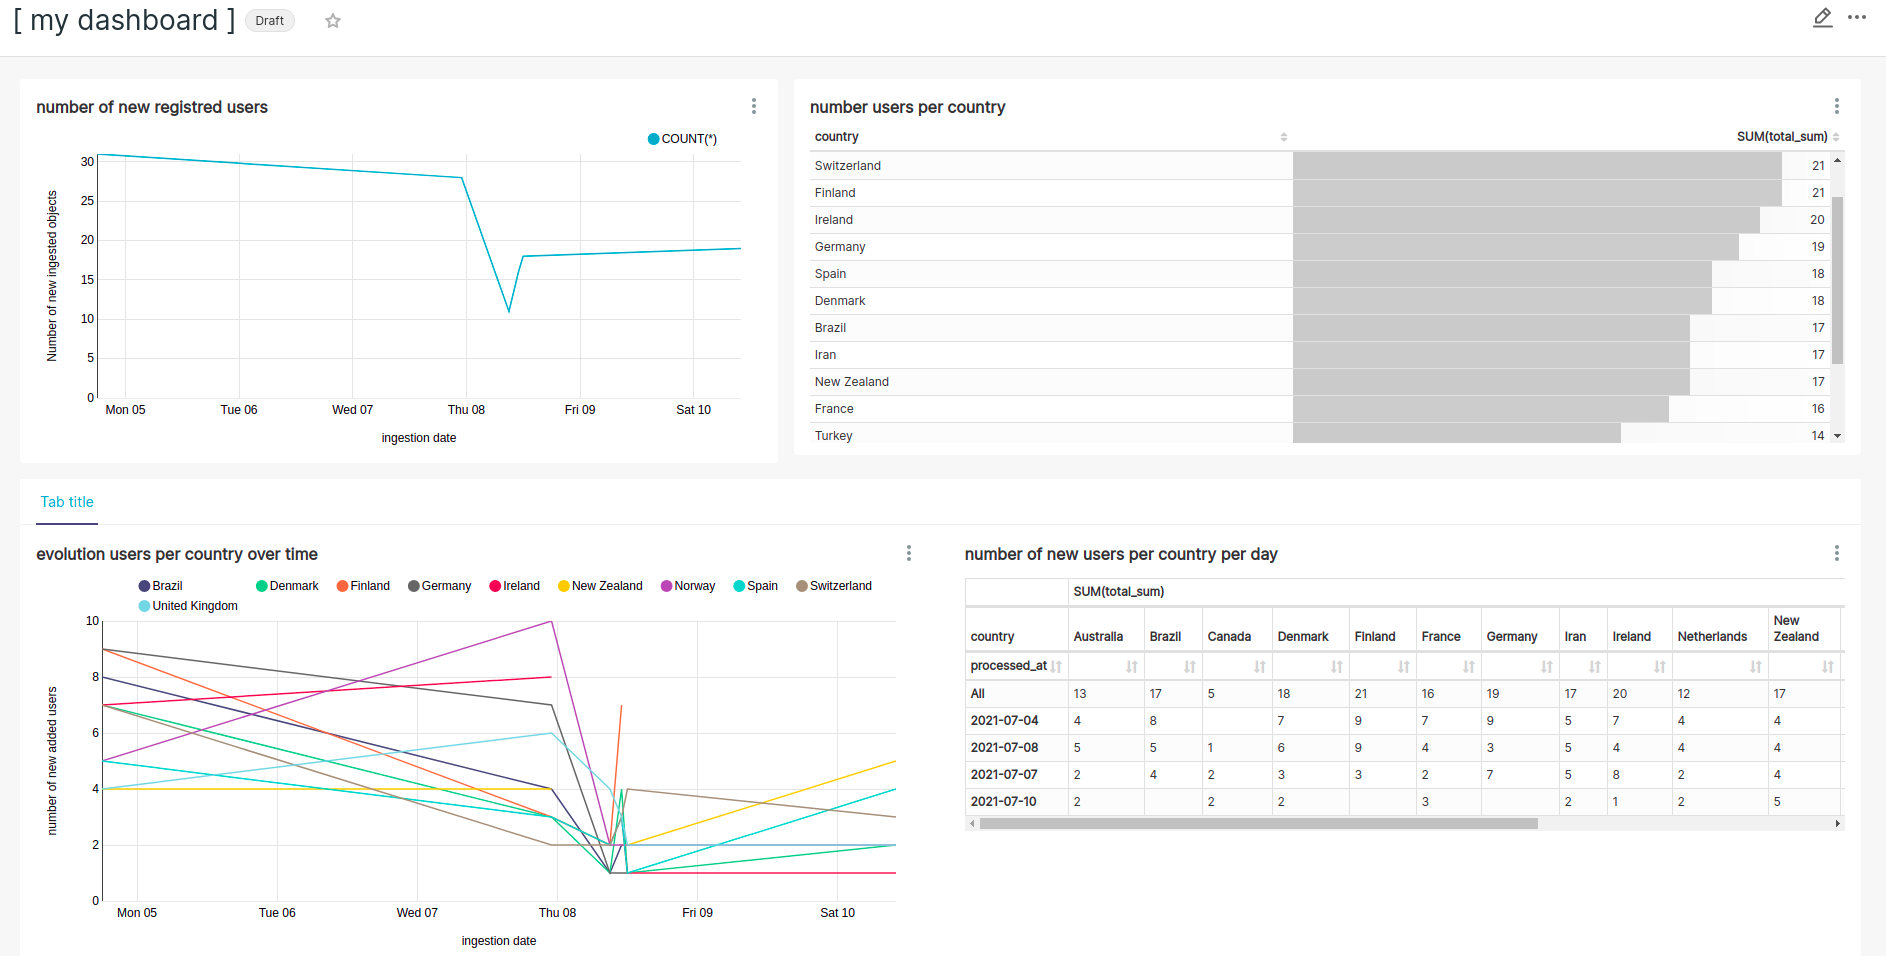 [ my dashboard ] Draft
number of new registred users
COUNT(*)
Number of new ingested objects
30
25
20
15
10
5
0
Mon 05 Tue 06 Wed 07 Thu 08 Fri 09 Sat 10
ingestion date
number users per country
country SUM(total_sum)
Switzerland 21
Finland 21
Ireland 20
Germany 19
Spain 18
Denmark 18
Brazil 17
Iran 17
New Zealand 17
France 16
Turkey 14
Tab title
evolution users per country over time
Brazil Denmark Finland Germany Ireland New Zealand Norway Spain Switzerland
United Kingdom
number of new added users
10
8
6
4
2
0
Mon 05 Tue 06 Wed 07 Thu 08 Fri 09 Sat 10
ingestion date
number of new users per country per day
SUM(total_sum)
country Australia Brazil Canada Denmark Finland France Germany Iran Ireland Netherlands New Zealand
processed_at
All 13 17 5 18 21 16 19 17 20 12 17
2021-07-04 4 8 7 9 7 9 5 7 4 4
2021-07-08 5 5 1 6 9 4 3 5 4 4 4
2021-07-07 2 4 2 3 3 2 7 5 8 2 4
2021-07-10 2 2 2 3 2 1 2 5